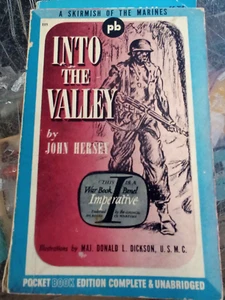 A SKIRMISH OF THE MARINES
pb
INTO
THE
VALLEY
by
JOHN HERSEY
"THIS IS A
War Book Panel
Imperative
I
Illustrations by MAJ. DONALD L. DICKSON, U.S.M.C.
POCKET BOOK EDITION COMPLETE & UNABRIDGED